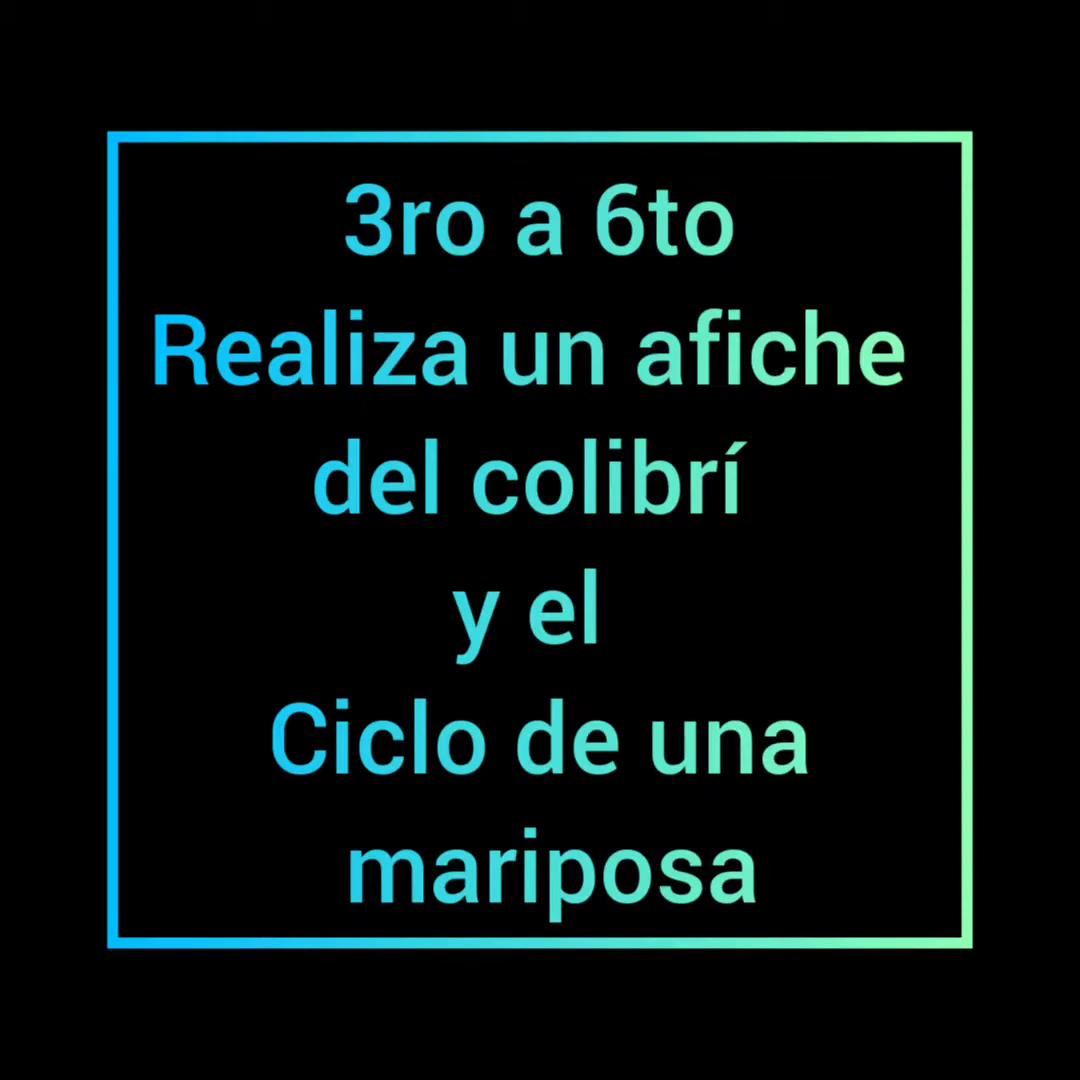 3ro a 6to
Realiza un afiche
del colibrí
y el
Ciclo de una
mariposa